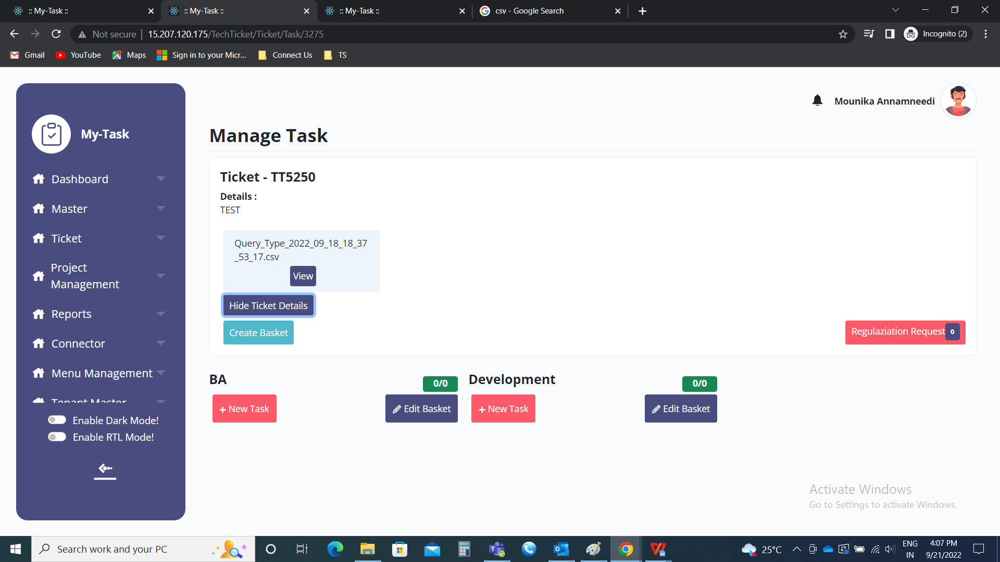 :: My-Task ::
:: My-Task ::
:: My-Task ::
csv - Google Search
Not secure
15.207.120.175/TechTicket/Ticket/Task/3275
Incognito (2)
Gmail
YouTube
Maps
Sign in to your Micr...
Connect Us
TS
My-Task
Dashboard
Master
Ticket
Project
Management
Reports
Connector
Menu Management
Tenant Master
Enable Dark Mode!
Enable RTL Mode!
Mounika Annamneedi
Manage Task
Ticket - TT5250
Details :
TEST
Query_Type_2022_09_18_18_37
_53_17.csv
View
Hide Ticket Details
Create Basket
Regulaziation Request 0
BA
0/0
+ New Task
Edit Basket
Development
0/0
+ New Task
Edit Basket
Activate Windows
Go to Settings to activate Windows.
Search work and your PC
25°C
ENG
IN
4:07 PM
9/21/2022